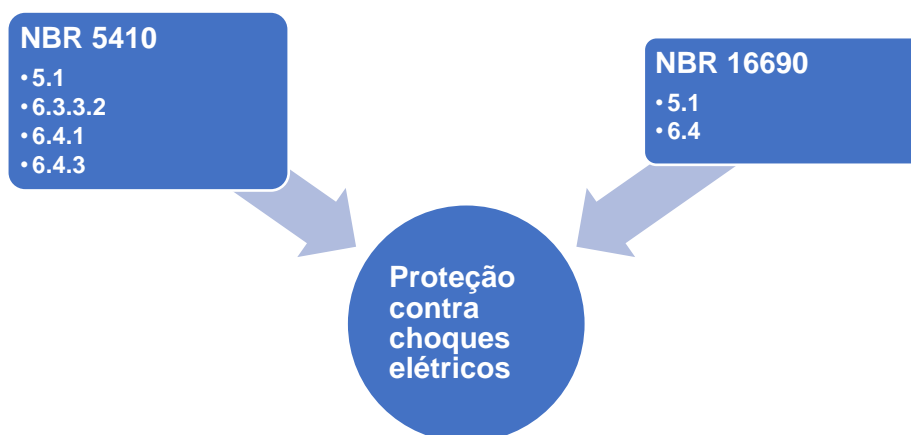 NBR 5410
• 5.1
• 6.3.3.2
• 6.4.1
• 6.4.3
NBR 16690
• 5.1
• 6.4
Proteção
contra
choques
elétricos